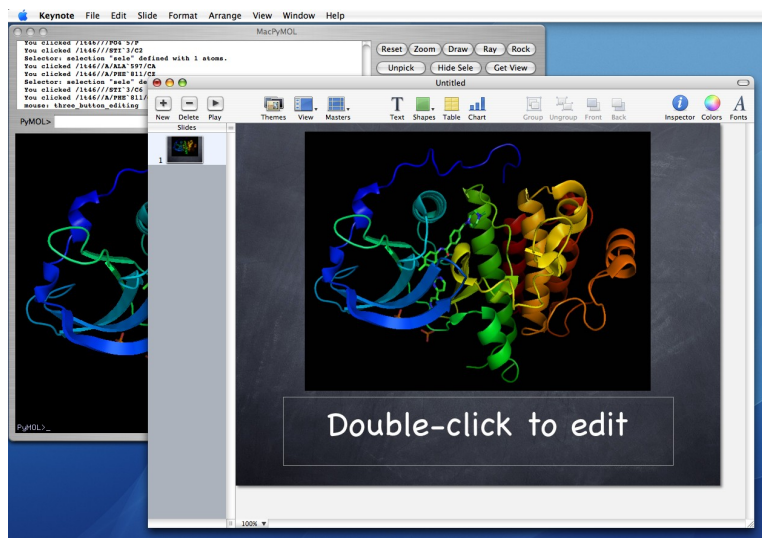 Keynote File Edit Slide Format Arrange View Window Help
MacPyMOL
You clicked /1t46///PO4`5/P
You clicked /1t46///STI`3/C2
Selector: selection "sele" defined with 1 atoms.
You clicked /1t46//A/ALA`597/CA
You clicked /1t46//A/PHE`811/CZ
Selector: selection "sele" de
You clicked /1t46///STI`3/C6
You clicked /1t46//A/PHE`811/
mouse: three_button_editing
PyMOL>
Reset Zoom Draw Ray Rock
Unpick Hide Sele Get View
Untitled
New Delete Play Themes View Masters Text Shapes Table Chart Group Ungroup Front Back Inspector Colors Fonts
Slides
1
Double-click to edit
PyMOL>_
100%